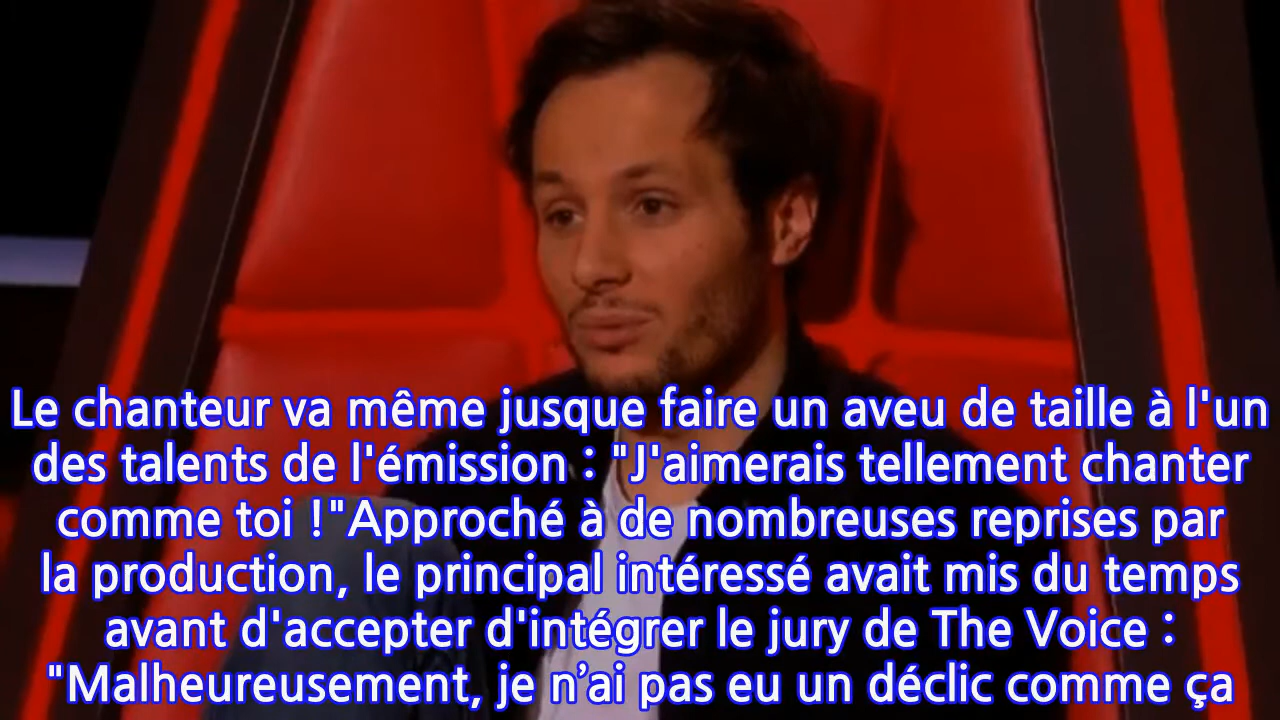 Le chanteur va même jusque faire un aveu de taille à l'un
des talents de l'émission : "J'aimerais tellement chanter
comme toi !"Approché à de nombreuses reprises par
la production, le principal intéressé avait mis du temps
avant d'accepter d'intégrer le jury de The Voice :
"Malheureusement, je n’ai pas eu un déclic comme ça